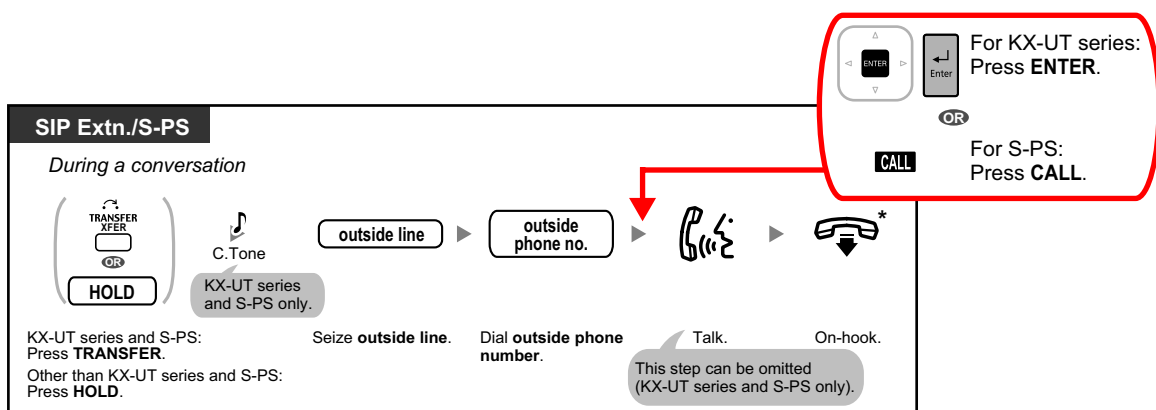 For KX-UT series:
Press ENTER.
ENTER
Enter
OR
For S-PS:
Press CALL.
CALL
SIP Extn./S-PS
During a conversation
TRANSFER
XFER
OR
HOLD
C.Tone
KX-UT series
and S-PS only.
outside line
outside
phone no.
*
KX-UT series and S-PS:
Press TRANSFER.
Other than KX-UT series and S-PS:
Press HOLD.
Seize outside line.
Dial outside phone
number.
Talk.
This step can be omitted
(KX-UT series and S-PS only).
On-hook.